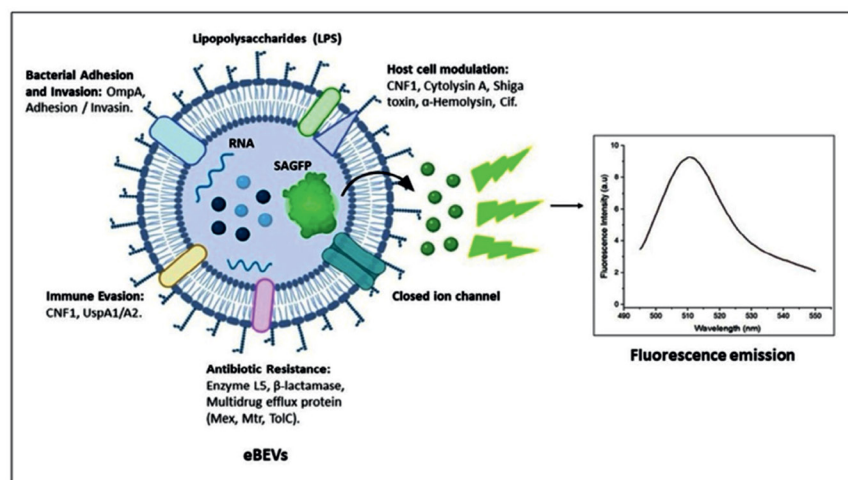 Lipopolysaccharides (LPS)
Bacterial Adhesion
and Invasion: OmpA,
Adhesion / Invasin.
Host cell modulation:
CNF1, Cytolysin A, Shiga
toxin, α-Hemolysin, Cif.
RNA
SAGFP
Immune Evasion:
CNF1, UspA1/A2.
Closed ion channel
Antibiotic Resistance:
Enzyme L5, β-lactamase,
Multidrug efflux protein
(Mex, Mtr, TolC).
eBEVs
Fluorescence Intensity (a.u)
10
8
6
4
2
0
490 500 510 520 530 540 550
Wavelength (nm)
Fluorescence emission